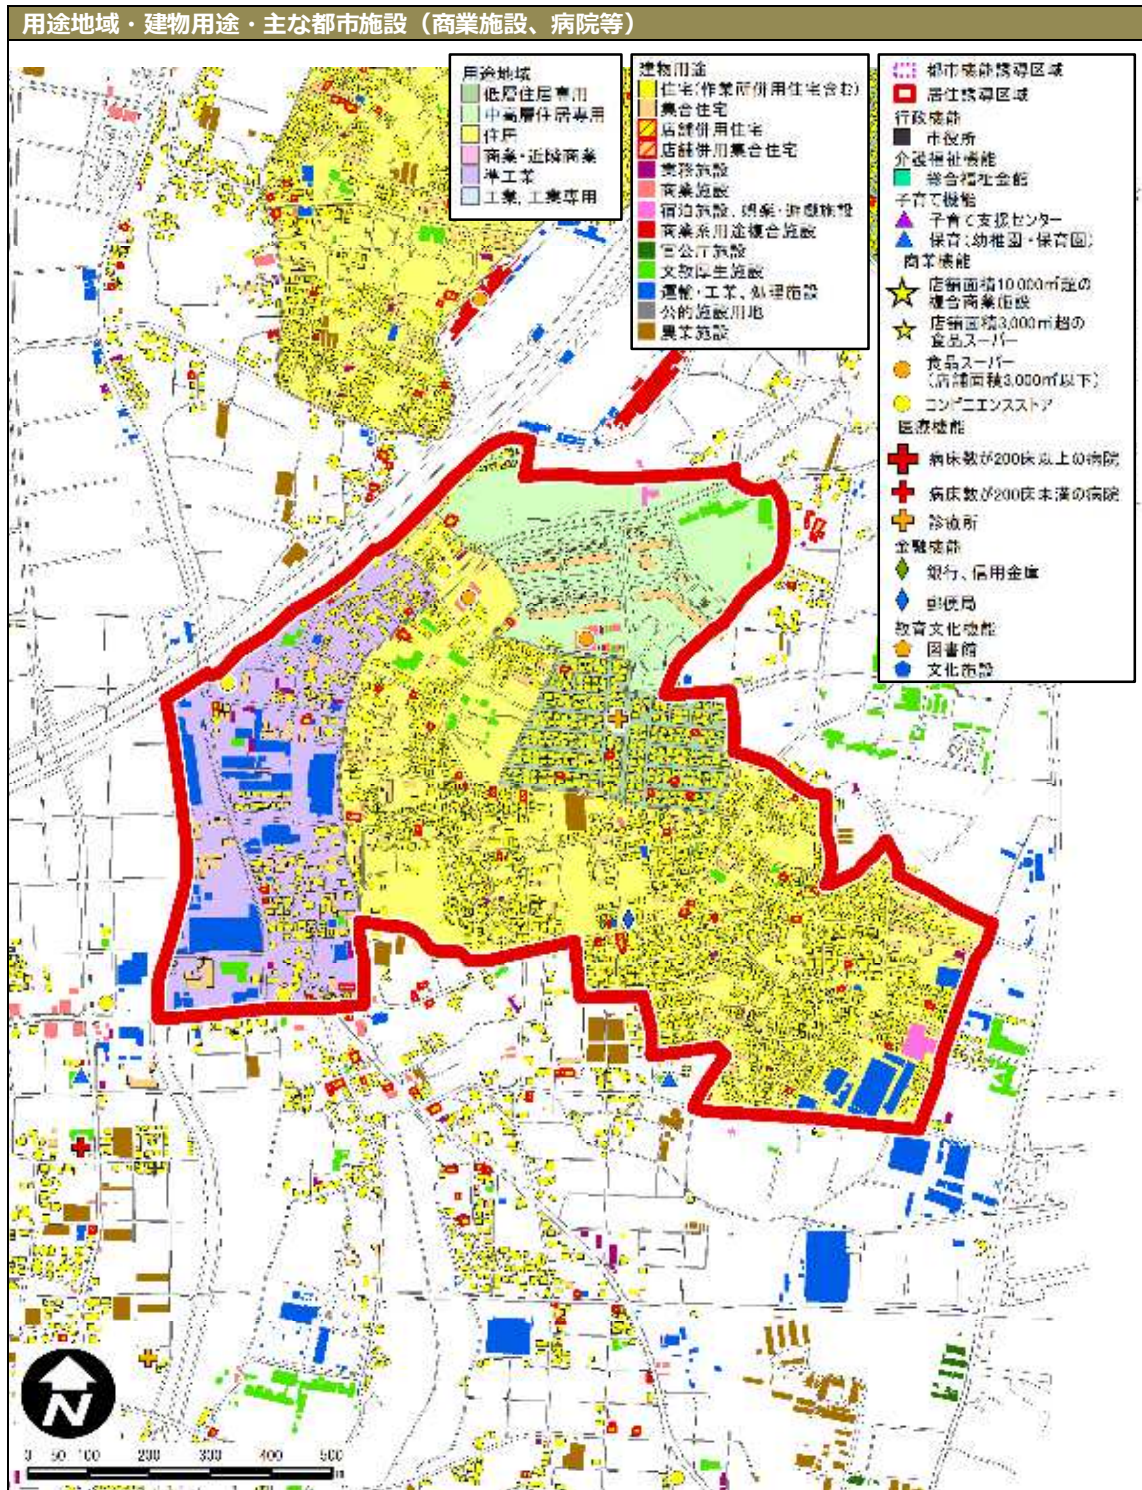 用途地域・建物用途・主な都市施設（商業施設、病院等）
用途地域
低層住居専用
中高層住居専用
住居
商業・近隣商業
準工業
工業、工業専用
建物用途
住宅(作業所併用住宅含む)
集合住宅
店舗併用住宅
店舗併用集合住宅
業務施設
商業施設
宿泊施設、娯楽・遊戯施設
商業系用途複合施設
官公庁施設
文教厚生施設
運輸・工業、処理施設
公的施設用地
農業施設
都市機能誘導区域
居住誘導区域
行政機能
市役所
介護福祉機能
総合福祉会館
子育て機能
子育て支援センター
保育(幼稚園・保育園)
商業機能
店舗面積10,000㎡超の
複合商業施設
店舗面積3,000㎡超の
食品スーパー
食品スーパー
(店舗面積3,000㎡以下)
コンビニエンスストア
医療機能
病床数が200床以上の病院
病床数が200床未満の病院
診療所
金融機能
銀行、信用金庫
郵便局
教育文化機能
図書館
文化施設
N
0 50 100 200 300 400 500
m